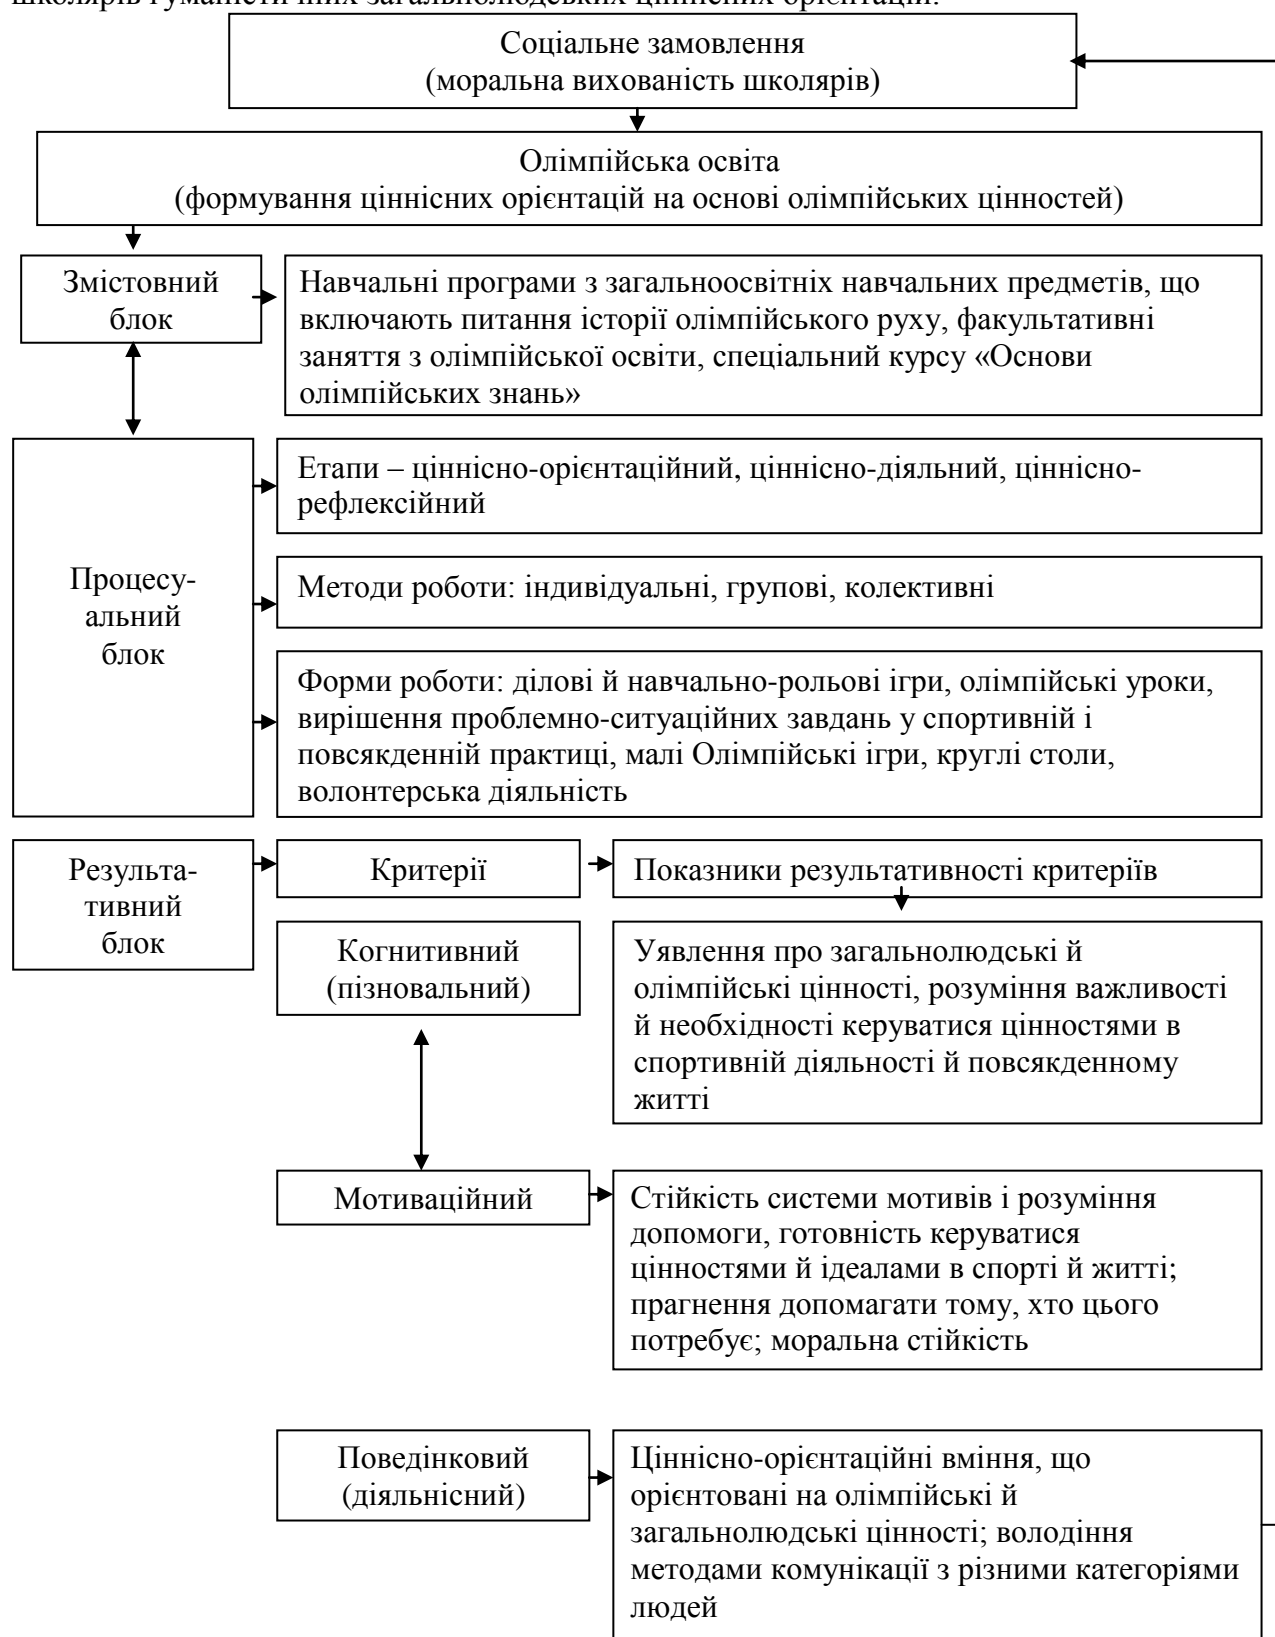 школярів гуманістичних загальнолюдських ціннісних орієнтацій.
Соціальне замовлення
(моральна вихованість школярів)
Олімпійська освіта
(формування ціннісних орієнтацій на основі олімпійських цінностей)
Змістовний
блок
Навчальні програми з загальноосвітніх навчальних предметів, що
включають питання історії олімпійського руху, факультативні
заняття з олімпійської освіти, спеціальний курсу «Основи
олімпійських знань»
Процесу-
альний
блок
Етапи – ціннісно-орієнтаційний, ціннісно-діяльний, ціннісно-
рефлексійний
Методи роботи: індивідуальні, групові, колективні
Форми роботи: ділові й навчально-рольові ігри, олімпійські уроки,
вирішення проблемно-ситуаційних завдань у спортивній і
повсякденній практиці, малі Олімпійські ігри, круглі столи,
волонтерська діяльність
Результа-
тивний
блок
Критерії
Показники результативності критеріїв
Когнитивний
(пізновальний)
Уявлення про загальнолюдські й
олімпійські цінності, розуміння важливості
й необхідності керуватися цінностями в
спортивній діяльності й повсякденному
житті
Мотиваційний
Стійкість системи мотивів і розуміння
допомоги, готовність керуватися
цінностями й ідеалами в спорті й житті;
прагнення допомагати тому, хто цього
потребує; моральна стійкість
Поведінковий
(діяльнісний)
Ціннісно-орієнтаційні вміння, що
орієнтовані на олімпійські й
загальнолюдські цінності; володіння
методами комунікації з різними категоріями
людей